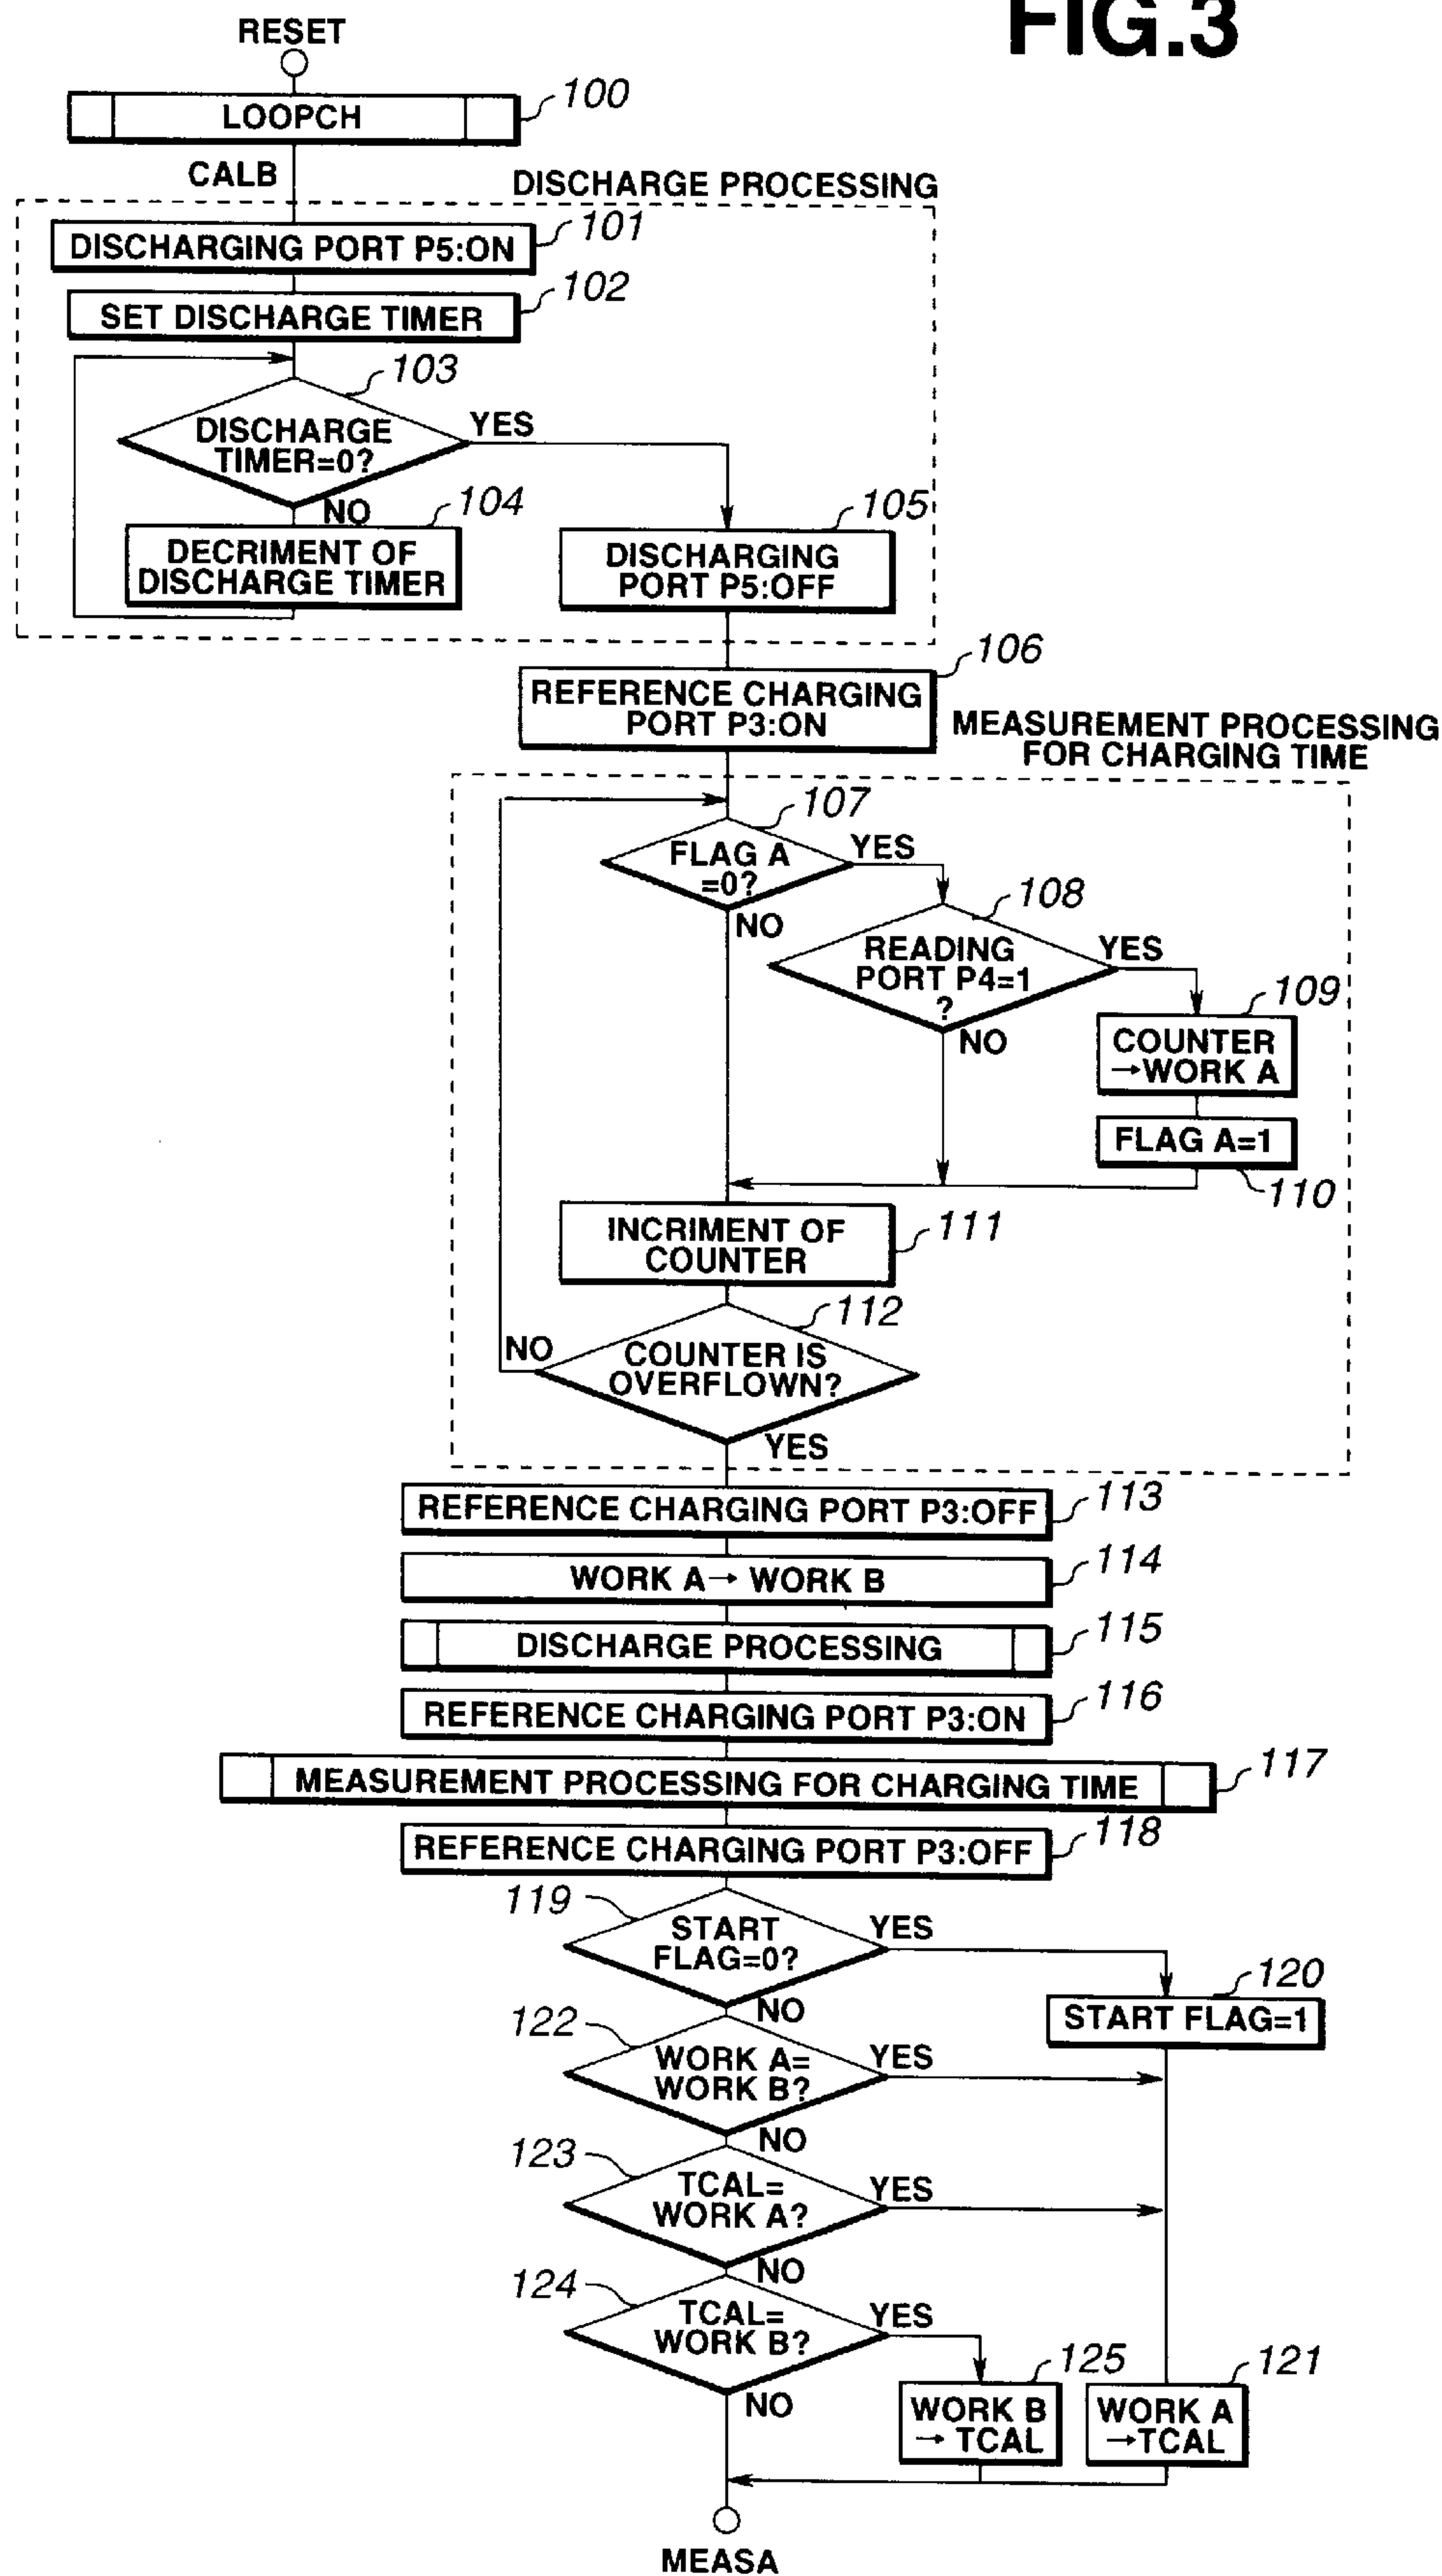 FIG.3
RESET
LOOPCH
100
CALB
DISCHARGE PROCESSING
DISCHARGING PORT P5:ON
101
SET DISCHARGE TIMER
102
103
DISCHARGE
TIMER=0?
YES
NO
104
DECRIMENT OF
DISCHARGE TIMER
105
DISCHARGING
PORT P5:OFF
106
REFERENCE CHARGING
PORT P3:ON
MEASUREMENT PROCESSING
FOR CHARGING TIME
107
FLAG A
=0?
YES
NO
108
READING
PORT P4=1
?
YES
NO
109
COUNTER
→WORK A
FLAG A=1
110
INCRIMENT OF
COUNTER
111
112
NO
COUNTER IS
OVERFLOWN?
YES
REFERENCE CHARGING PORT P3:OFF
113
WORK A→ WORK B
114
DISCHARGE PROCESSING
115
REFERENCE CHARGING PORT P3:ON
116
MEASUREMENT PROCESSING FOR CHARGING TIME
117
REFERENCE CHARGING PORT P3:OFF
118
119
START
FLAG=0?
YES
NO
120
START FLAG=1
122
WORK A=
WORK B?
YES
NO
123
TCAL=
WORK A?
YES
NO
124
TCAL=
WORK B?
YES
NO
125
WORK B
→ TCAL
121
WORK A
→TCAL
MEASA